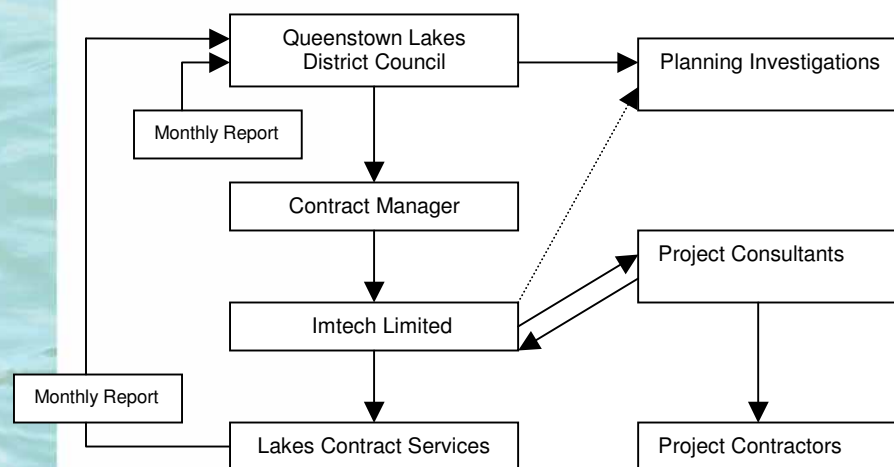 Queenstown Lakes
District Council
Planning Investigations
Monthly Report
Contract Manager
Project Consultants
Imtech Limited
Monthly Report
Lakes Contract Services
Project Contractors